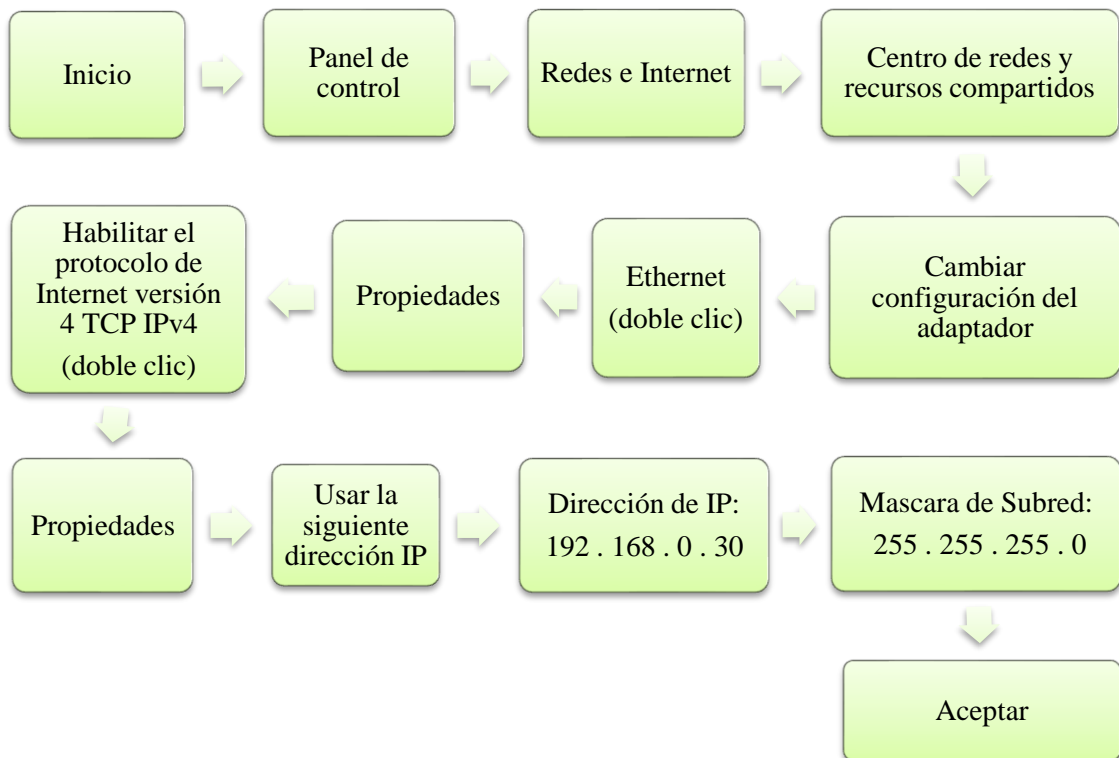 Inicio
Panel de
control
Redes e Internet
Centro de redes y
recursos compartidos
Cambiar
configuración del
adaptador
Ethernet
(doble clic)
Propiedades
Habilitar el
protocolo de
Internet versión
4 TCP IPv4
(doble clic)
Propiedades
Usar la
siguiente
dirección IP
Dirección de IP:
192 . 168 . 0 . 30
Mascara de Subred:
255 . 255 . 255 . 0
Aceptar